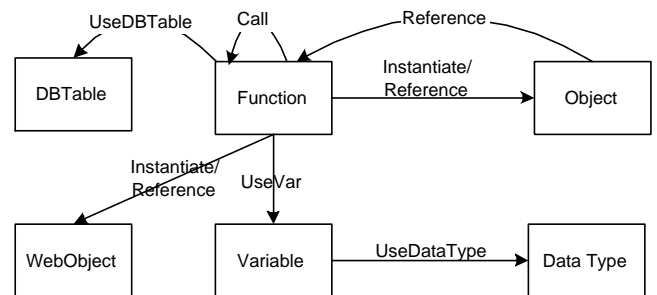 UseDBTable
Call
Reference
DBTable
Function
Instantiate/
Reference
Object
Instantiate/
Reference
UseVar
WebObject
Variable
UseDataType
Data Type